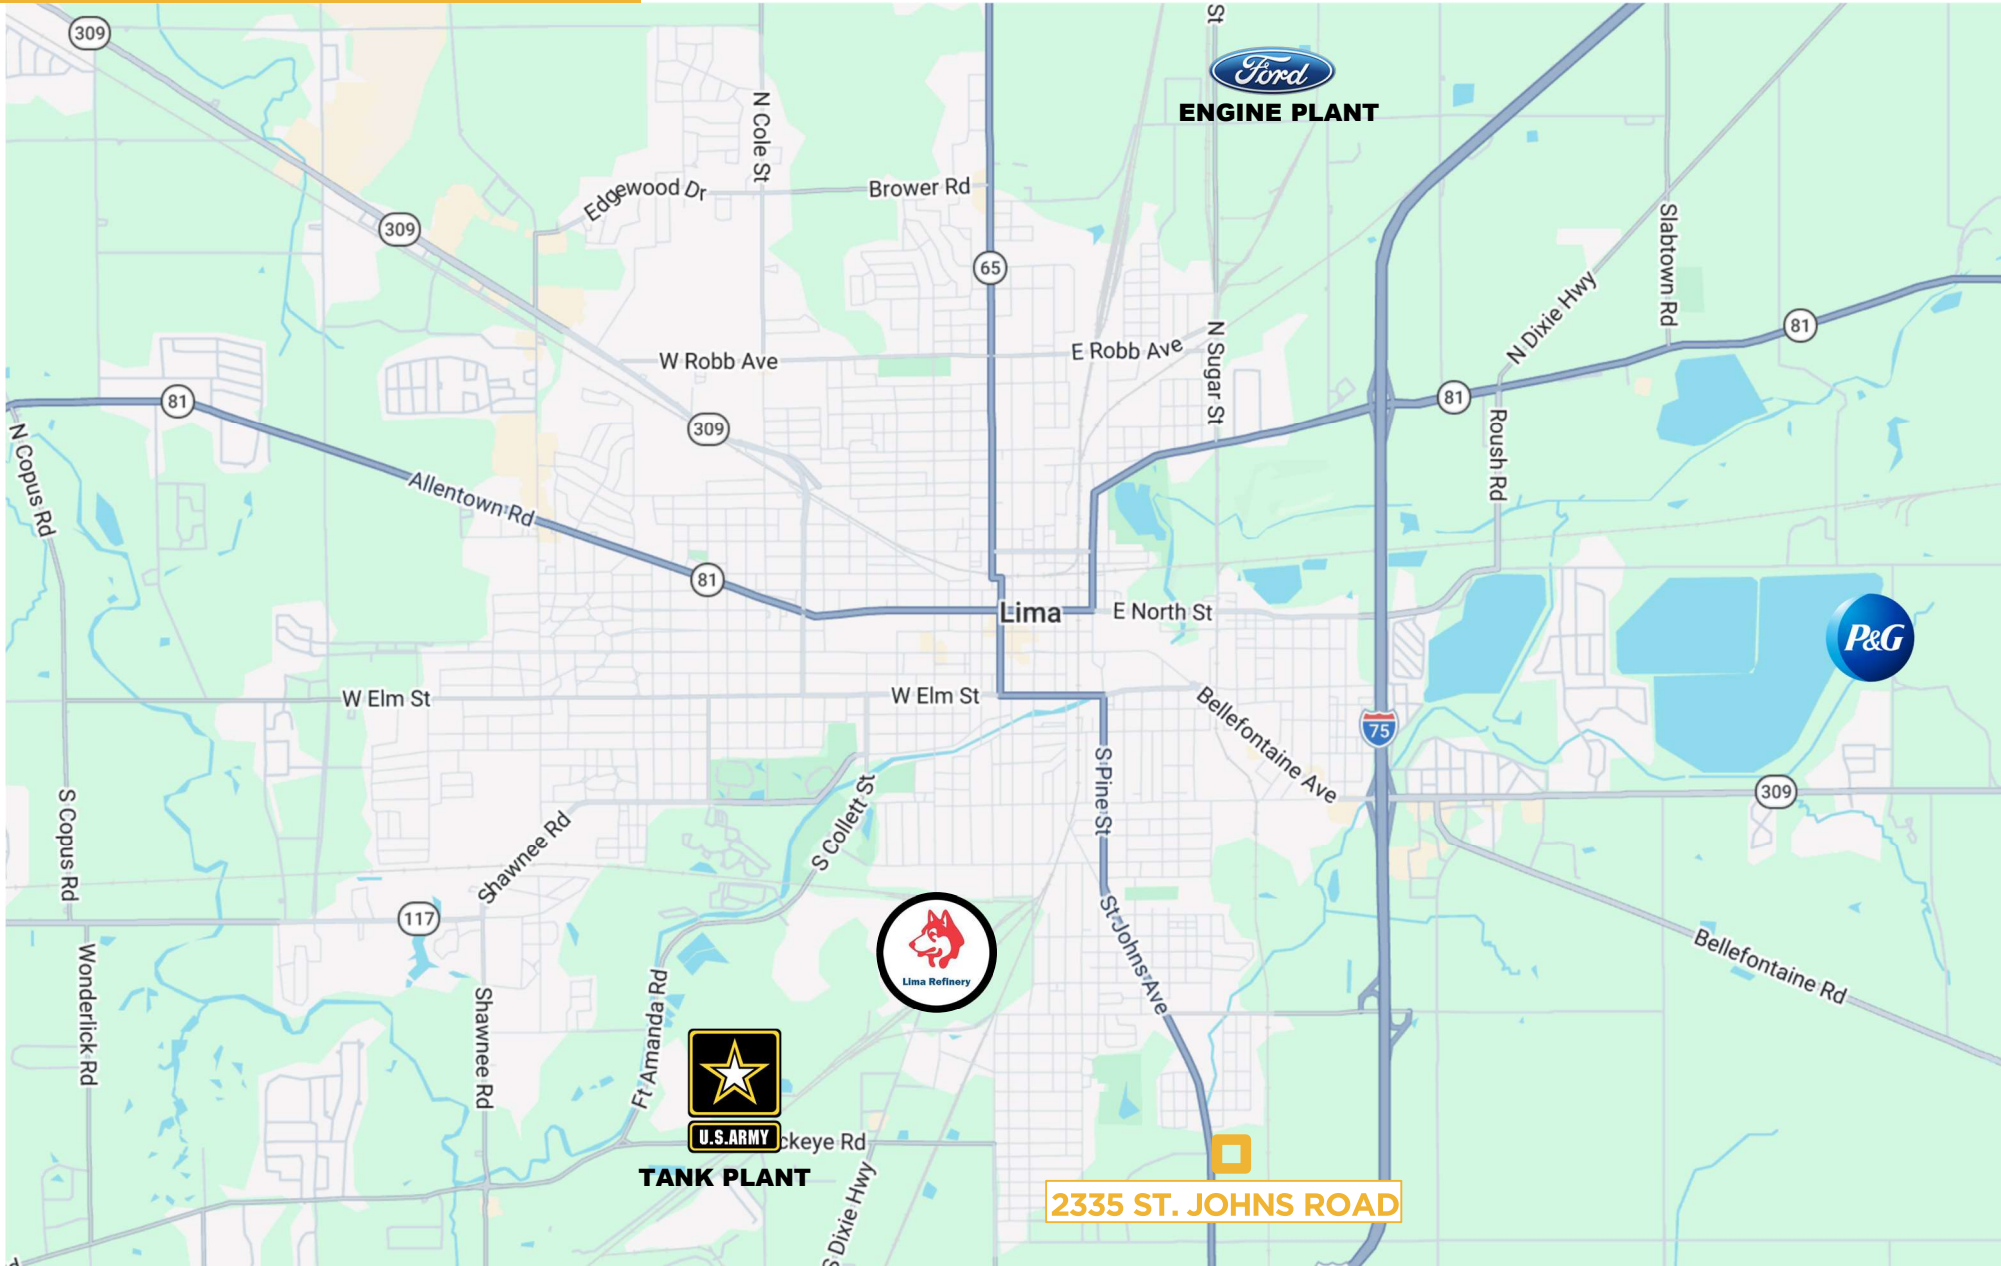 309
St
Ford
ENGINE PLANT
N Cole St
Edgewood Dr
Brower Rd
309
65
Slabtown Rd
N Dixie Hwy
81
W Robb Ave
E Robb Ave
N Sugar St
81
81
309
N Copus Rd
Allentown Rd
Roush Rd
81
Lima
E North St
P&G
W Elm St
W Elm St
Bellefontaine Ave
75
S Pine St
309
S Copus Rd
Shawnee Rd
S Collett St
117
St Johns Ave
Lima Refinery
Bellefontaine Rd
Wonderlick Rd
Shawnee Rd
Ft Amanda Rd
U.S.ARMY
ckeye Rd
TANK PLANT
S Dixie Hwy
2335 ST. JOHNS ROAD